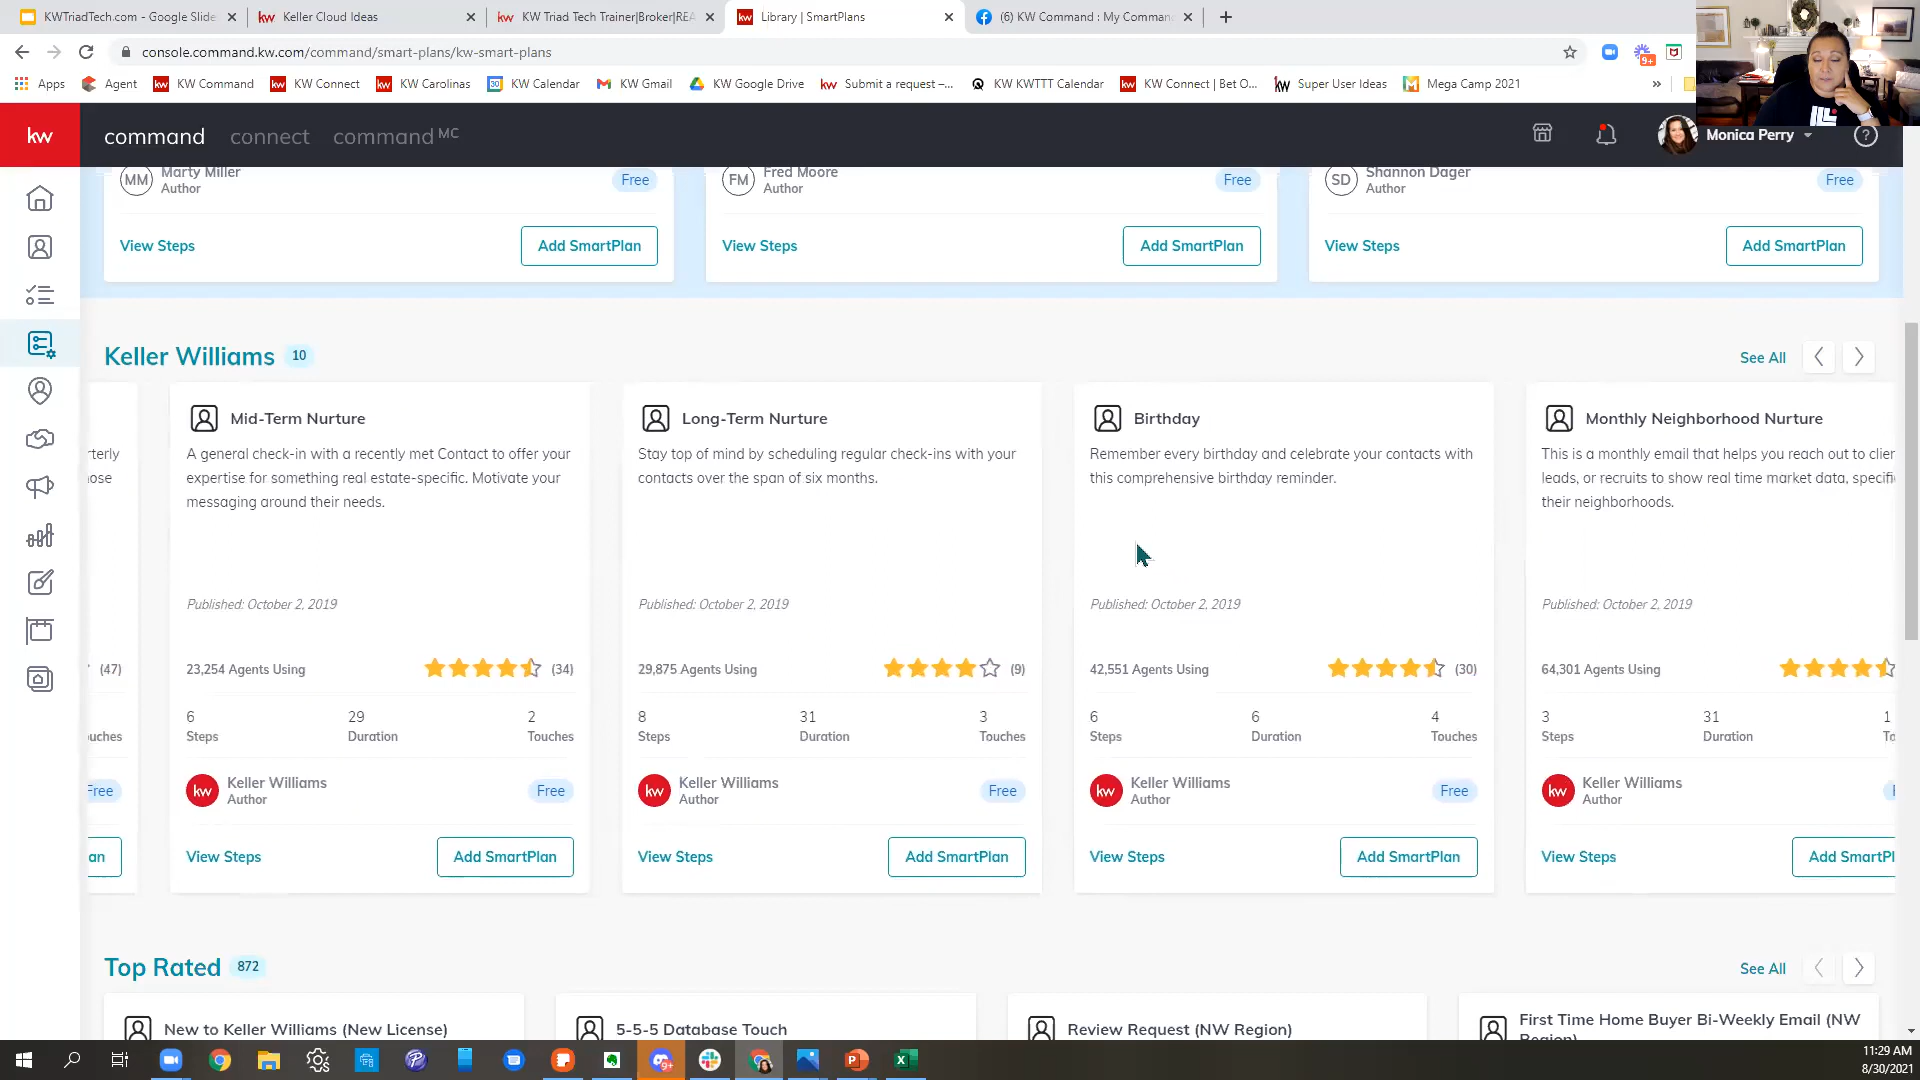 KWTriadTech.com - Google Slide
Keller Cloud Ideas
KW Triad Tech Trainer|Broker|REA
Library | SmartPlans
(6) KW Command : My Comman
console.command.kw.com/command/smart-plans/kw-smart-plans
Apps
Agent
KW Command
KW Connect
KW Carolinas
KW Calendar
KW Gmail
KW Google Drive
Submit a request –...
KW KWTTT Calendar
KW Connect | Bet O...
Super User Ideas
Mega Camp 2021
kw
command
connect
command MC
Monica Perry
MM
Marty Miller
Author
Free
FM
Fred Moore
Author
Free
SD
Shannon Dager
Author
Free
View Steps
Add SmartPlan
View Steps
Add SmartPlan
View Steps
Add SmartPlan
Keller Williams 10
See All
Mid-Term Nurture
A general check-in with a recently met Contact to offer your
expertise for something real estate-specific. Motivate your
messaging around their needs.
Published: October 2, 2019
23,254 Agents Using
(34)
6
Steps
29
Duration
2
Touches
kw
Keller Williams
Author
Free
View Steps
Add SmartPlan
Long-Term Nurture
Stay top of mind by scheduling regular check-ins with your
contacts over the span of six months.
Published: October 2, 2019
29,875 Agents Using
(9)
8
Steps
31
Duration
3
Touches
kw
Keller Williams
Author
Free
View Steps
Add SmartPlan
Birthday
Remember every birthday and celebrate your contacts with
this comprehensive birthday reminder.
Published: October 2, 2019
42,551 Agents Using
(30)
6
Steps
6
Duration
4
Touches
kw
Keller Williams
Author
Free
View Steps
Add SmartPlan
Monthly Neighborhood Nurture
This is a monthly email that helps you reach out to clien
leads, or recruits to show real time market data, specifi
their neighborhoods.
Published: October 2, 2019
64,301 Agents Using
3
Steps
31
Duration
1
To
kw
Keller Williams
Author
View Steps
Add SmartPl
rterly
hose
(47)
ouches
Free
an
Top Rated 872
See All
New to Keller Williams (New License)
5-5-5 Database Touch
Review Request (NW Region)
First Time Home Buyer Bi-Weekly Email (NW
Region)
11:29 AM
8/30/2021